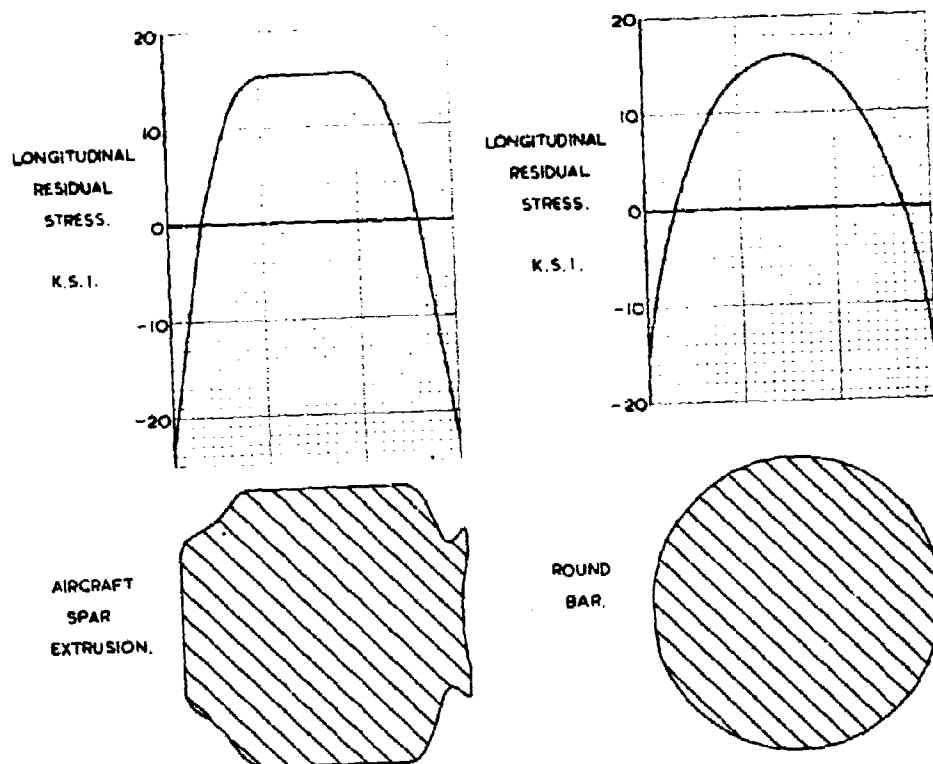 20
10
0
-10
-20
LONGITUDINAL
RESIDUAL
STRESS.
K.S.I.
20
10
0
-10
-20
LONGITUDINAL
RESIDUAL
STRESS.
K.S.I.
AIRCRAFT
SPAR
EXTRUSION.
ROUND
BAR.